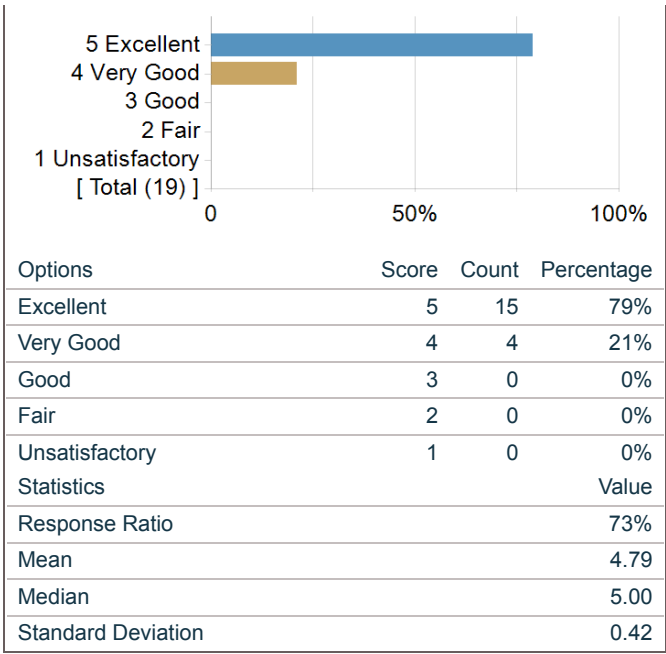 5 Excellent
4 Very Good
3 Good
2 Fair
1 Unsatisfactory
[ Total (19) ]
0 50% 100%
Options Score Count Percentage
Excellent 5 15 79%
Very Good 4 4 21%
Good 3 0 0%
Fair 2 0 0%
Unsatisfactory 1 0 0%
Statistics Value
Response Ratio 73%
Mean 4.79
Median 5.00
Standard Deviation 0.42